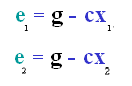 e₁ = g - cx₁.
e₂ = g - cx₂